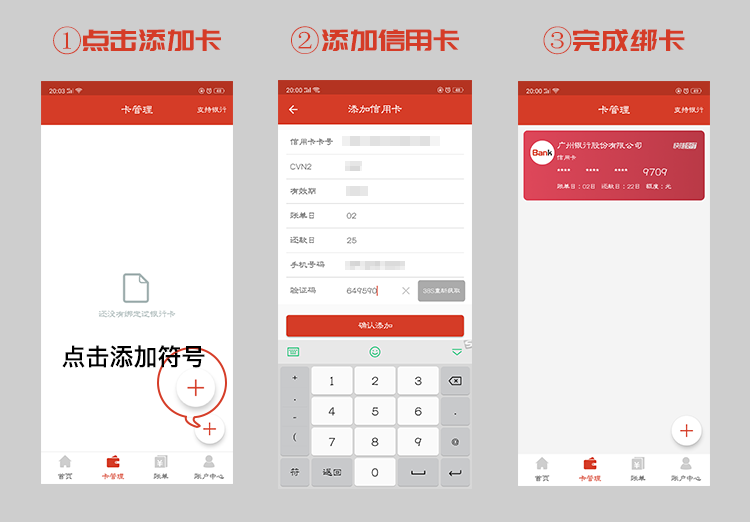 ①点击添加卡
②添加信用卡
③完成绑卡
20:03
48
卡管理
支持银行
还没有绑定过银行卡
点击添加符号
首页
卡管理
账单
账户中心
20:00
添加信用卡
信用卡卡号
CVN2
有效期
账单日 02
还款日 25
手机号码
验证码 649590
38S重新获取
确认添加
+ 1 2 3
- 4 5 6 .
( 7 8 9 @
符 返回 0
20:00
卡管理
支持银行
Bank 广州银行股份有限公司
信用卡
**** **** **** 9709
账单日：02日 还款日：22日 额度：元
首页
卡管理
账单
账户中心